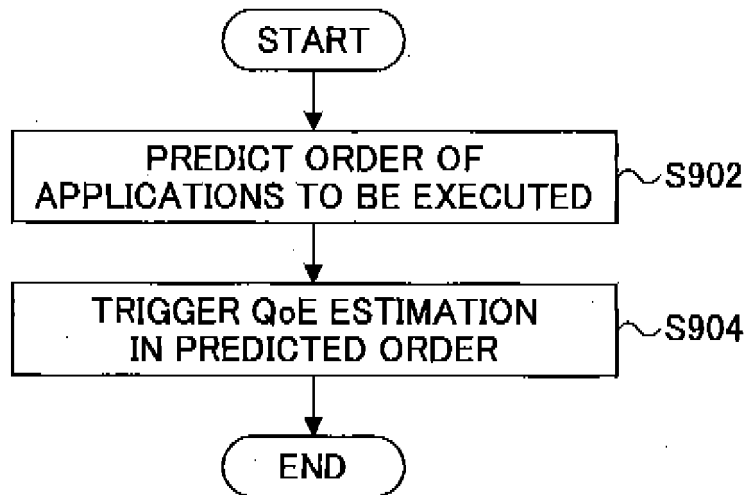 START
PREDICT ORDER OF
APPLICATIONS TO BE EXECUTED
S902
TRIGGER QoE ESTIMATION
IN PREDICTED ORDER
S904
END